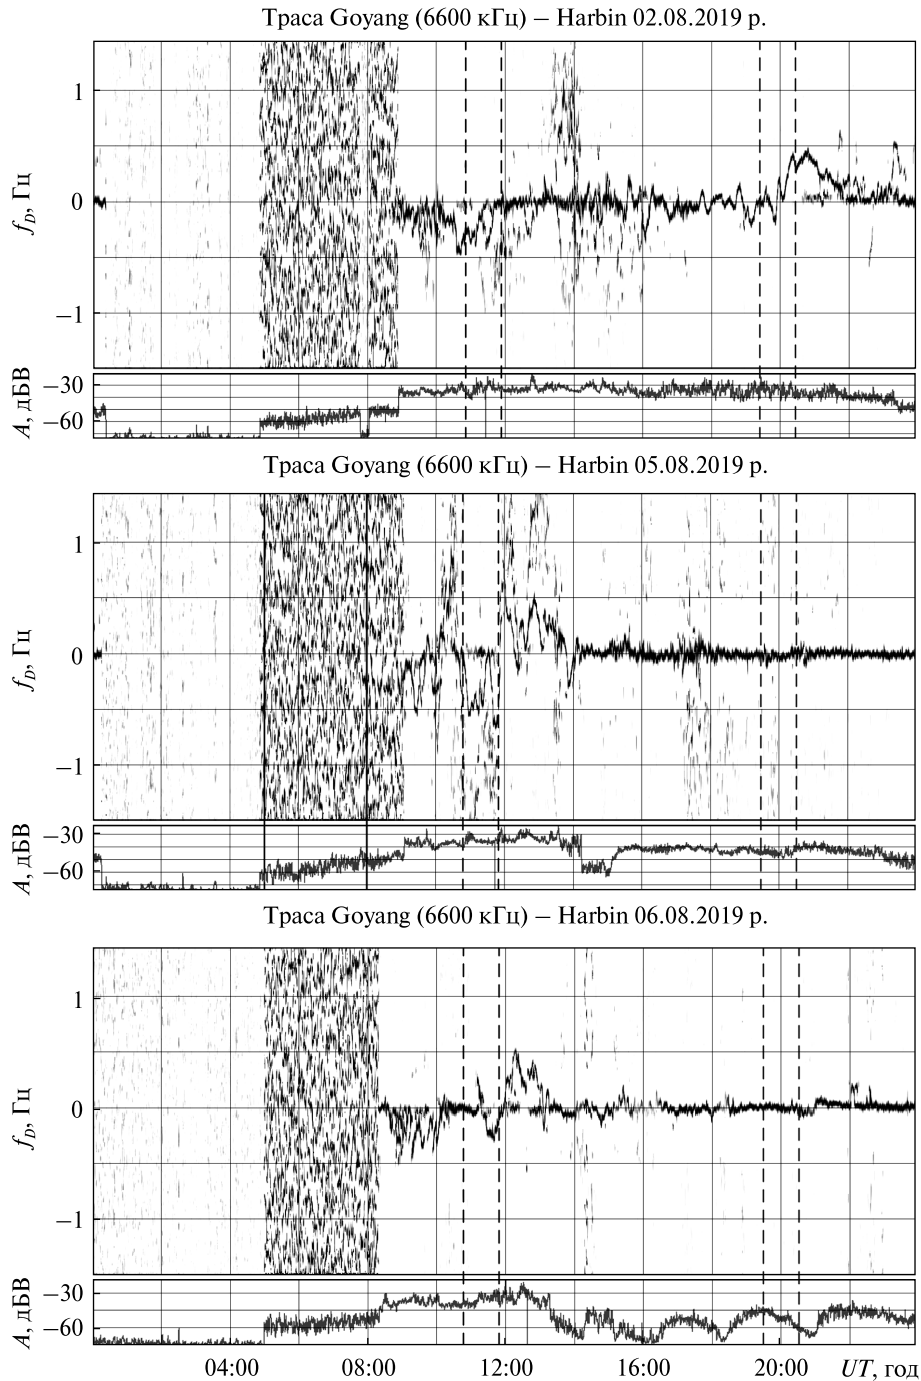 Траса Goyang (6600 кГц) – Harbin 02.08.2019 р.
1
0
−1
f_D, Гц
−30
−60
A, дБВ
Траса Goyang (6600 кГц) – Harbin 05.08.2019 р.
1
0
−1
f_D, Гц
−30
−60
A, дБВ
Траса Goyang (6600 кГц) – Harbin 06.08.2019 р.
1
0
−1
f_D, Гц
−30
−60
A, дБВ
04:00 08:00 12:00 16:00 20:00 UT, год